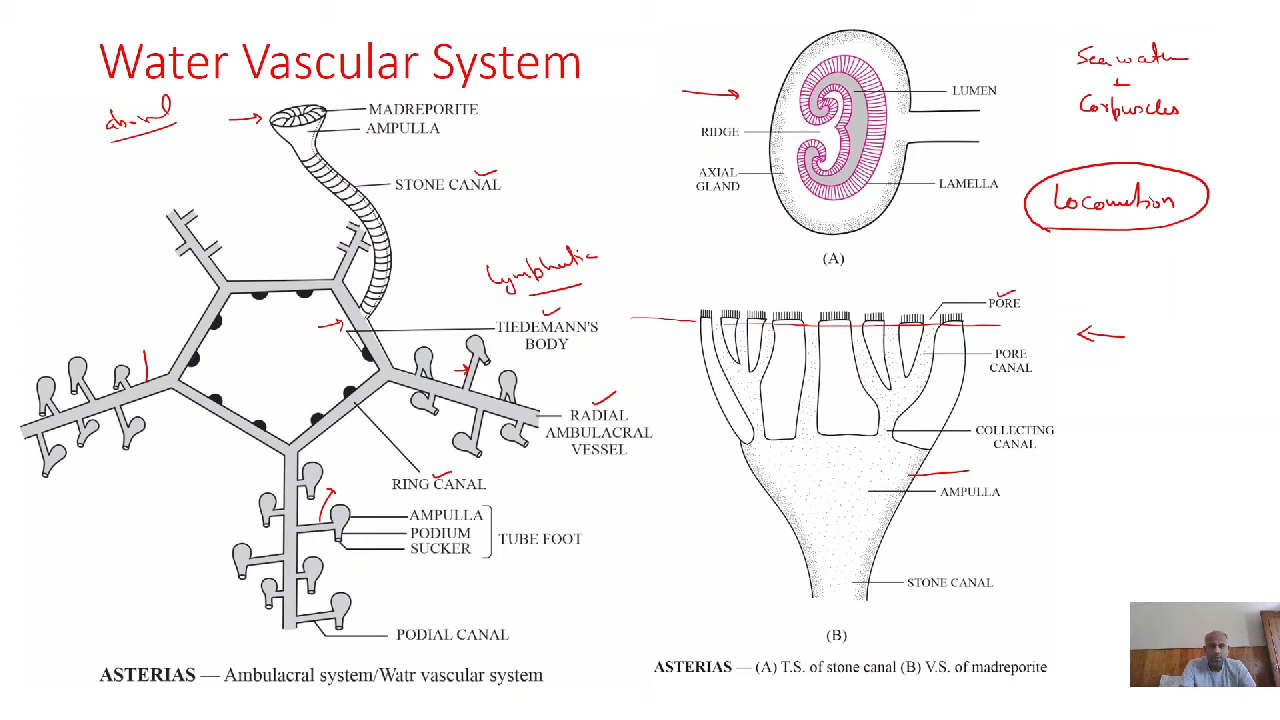 Water Vascular System
aboral
MADREPORITE
AMPULLA
STONE CANAL
Lymphatic
TIEDEMANN'S
BODY
RADIAL
AMBULACRAL
VESSEL
RING CANAL
AMPULLA
PODIUM
SUCKER
TUBE FOOT
PODIAL CANAL
ASTERIAS — Ambulacral system/Watr vascular system
LUMEN
RIDGE
AXIAL
GLAND
LAMELLA
(A)
Sea water
+
Corpuscles
Locomotion
PORE
PORE
CANAL
COLLECTING
CANAL
AMPULLA
STONE CANAL
(B)
ASTERIAS — (A) T.S. of stone canal (B) V.S. of madreporite